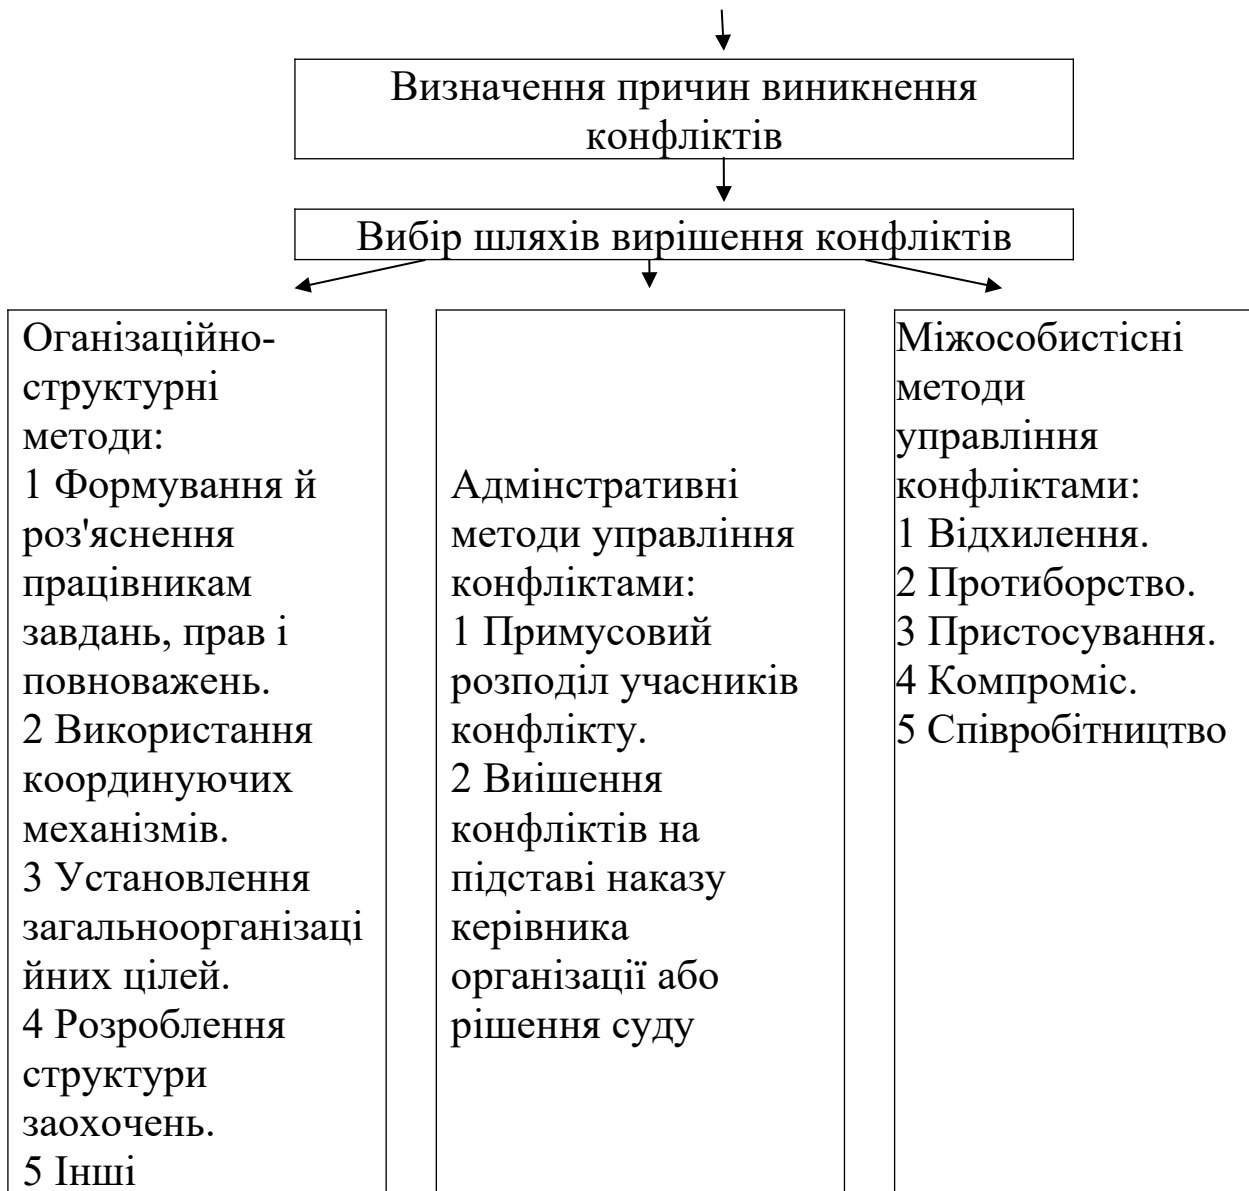 Визначення причин виникнення
конфліктів
Вибір шляхів вирішення конфліктів
Оганізаційно-
структурні
методи:
1 Формування й
роз'яснення
працівникам
завдань, прав і
повноважень.
2 Використання
координуючих
механізмів.
3 Установлення
загальноорганізаці
йних цілей.
4 Розроблення
структури
заохочень.
5 Інші
Адмінстративні
методи управління
конфліктами:
1 Примусовий
розподіл учасників
конфлікту.
2 Виішення
конфліктів на
підставі наказу
керівника
організації або
рішення суду
Міжособистісні
методи
управління
конфліктами:
1 Відхилення.
2 Протиборство.
3 Пристосування.
4 Компроміс.
5 Співробітництво